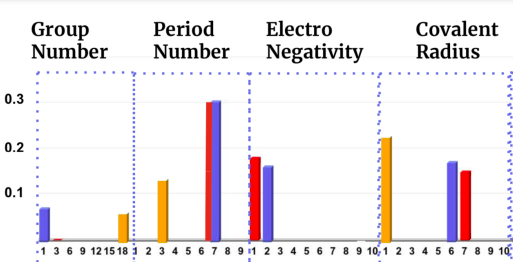 Group Number
Period Number
Electro Negativity
Covalent Radius
0.3
0.2
0.1
1 3 6 9 12 15 18 1 2 3 4 5 6 7 8 9 1 2 3 4 5 6 7 8 9 10 1 2 3 4 5 6 7 8 9 10